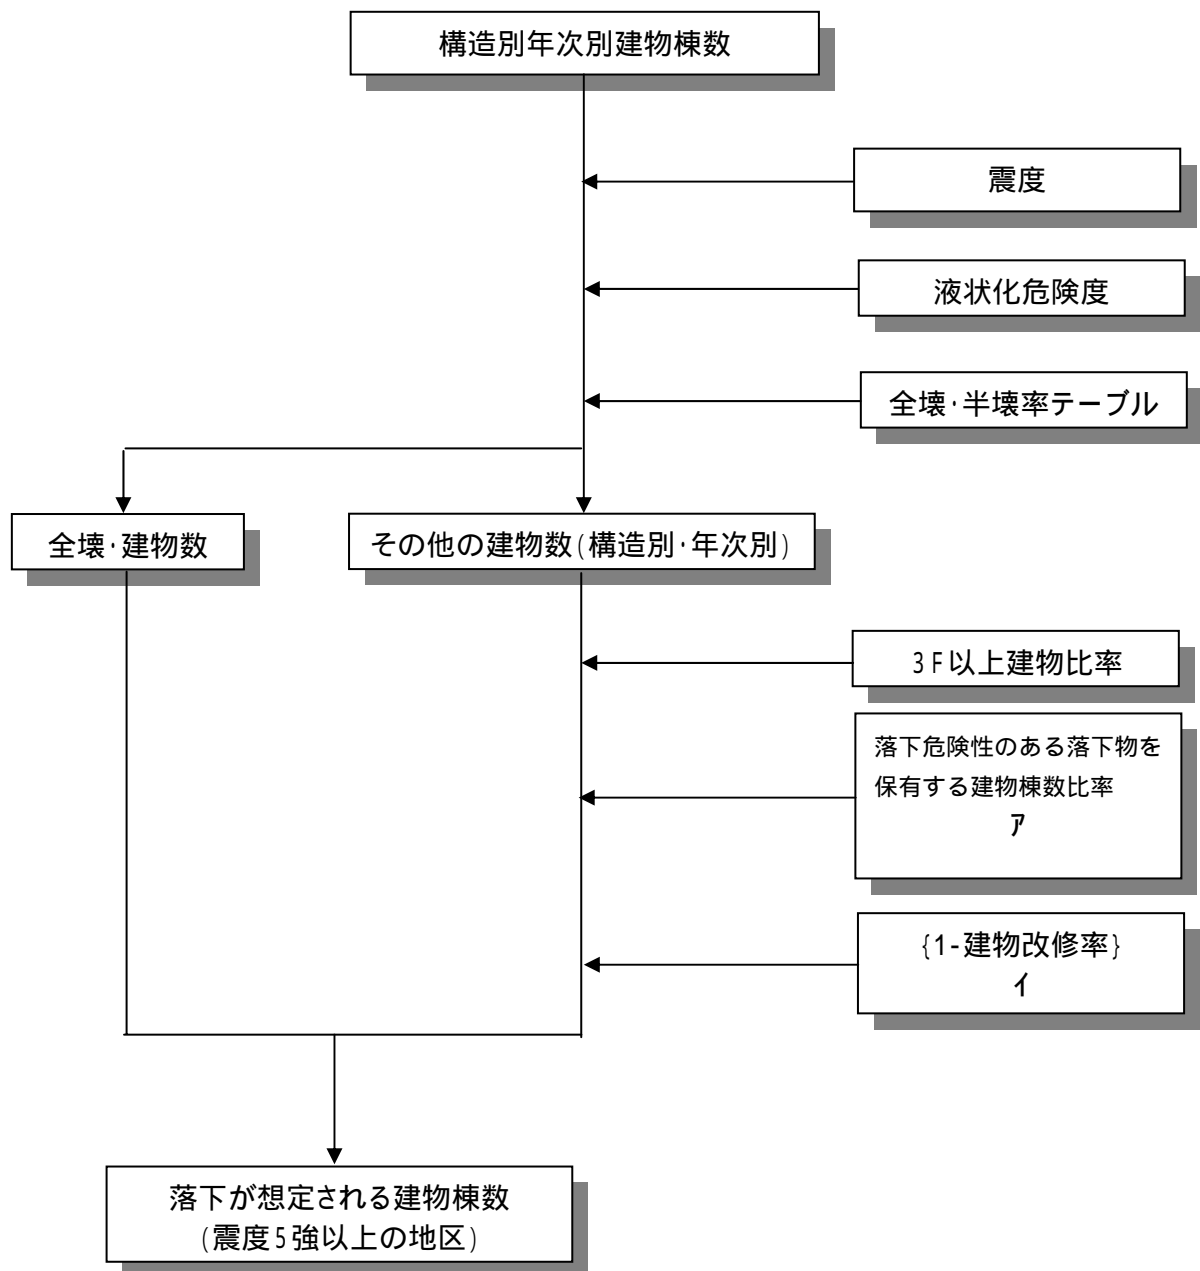 構造別年次別建物棟数
震度
液状化危険度
全壊・半壊率テーブル
全壊・建物数
その他の建物数(構造別・年次別)
3F以上建物比率
落下危険性のある落下物を
保有する建物棟数比率
ア
{1-建物改修率}
イ
落下が想定される建物棟数
(震度5強以上の地区)